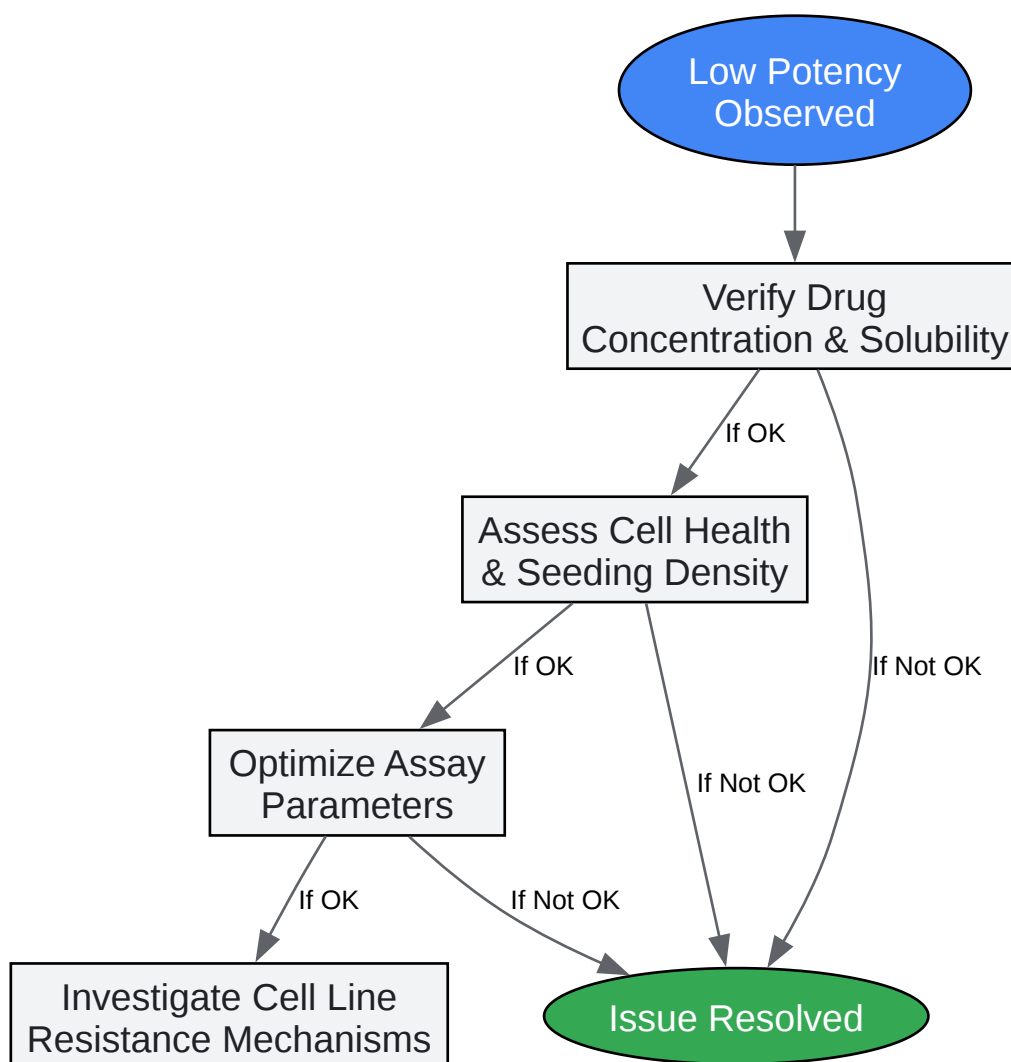 Low Potency
Observed
Verify Drug
Concentration & Solubility
If OK
Assess Cell Health
& Seeding Density
If OK
If Not OK
Optimize Assay
Parameters
If Not OK
If OK
If Not OK
Investigate Cell Line
Resistance Mechanisms
Issue Resolved